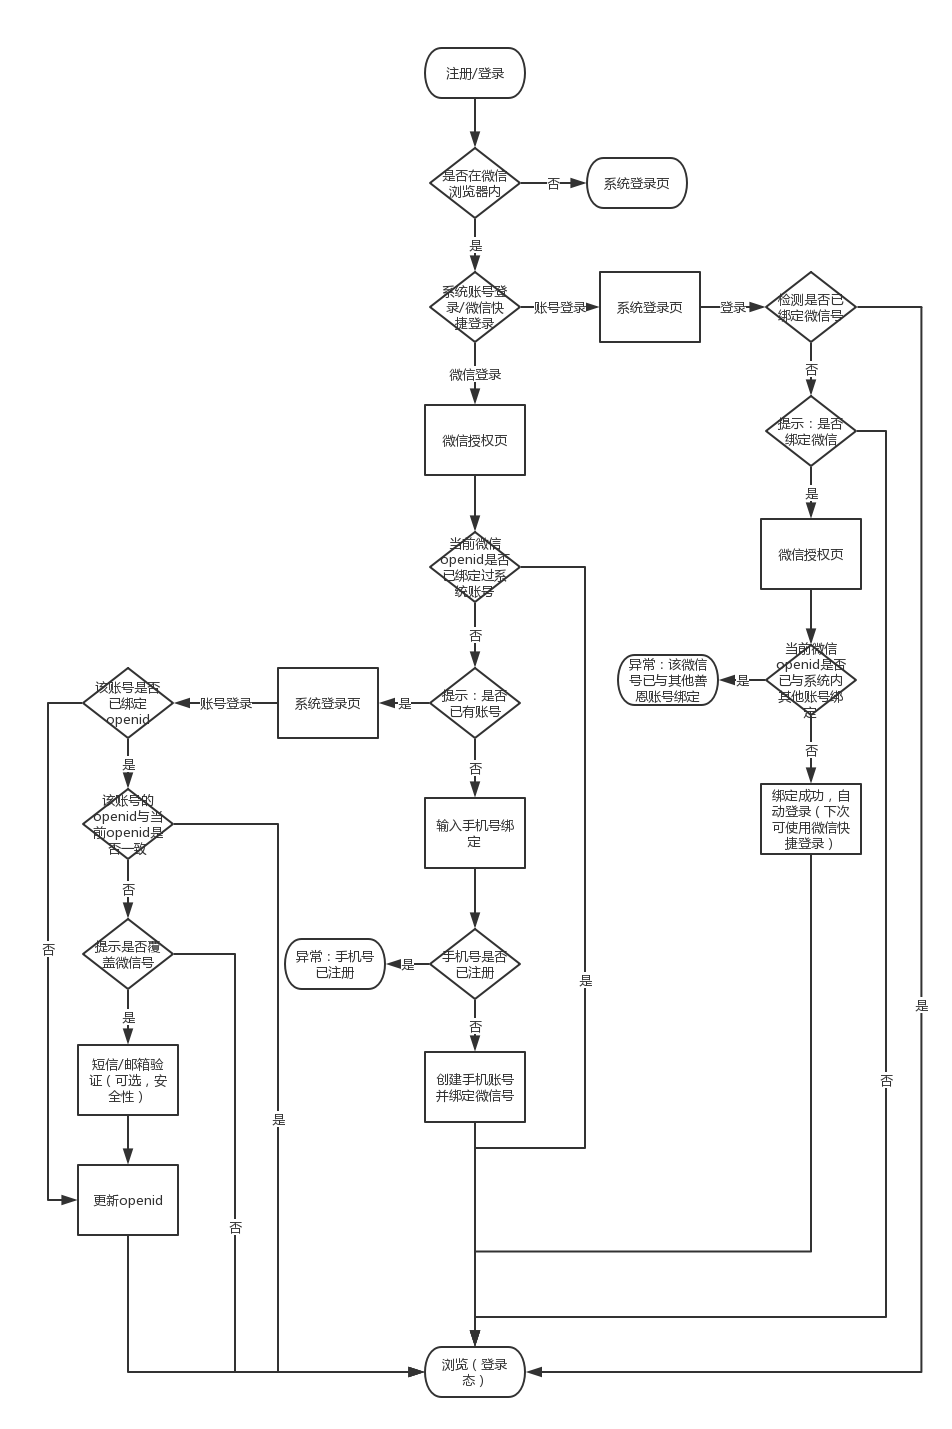 注册/登录
是否在微信
浏览器内
否
系统登录页
是
系统账号登
录/微信快
捷登录
账号登录
系统登录页
登录
检测是否已
绑定微信号
微信登录
否
微信授权页
提示：是否
绑定微信
是
微信授权页
当前微信
openid是否
已绑定过系
统账号
否
当前微信
openid是否
已与系统内
其他账号绑
定
是
异常：该微信
号已与其他善
恩账号绑定
该账号是否
已绑定
openid
账号登录
系统登录页
是
提示：是否
已有账号
否
是
否
绑定成功，自
动登录（下次
可使用微信快
捷登录）
该账号的
openid与当
前openid是
否一致
输入手机号绑
定
否
提示是否覆
盖微信号
否
异常：手机号
已注册
是
手机号是否
已注册
是
是
是
否
短信/邮箱验
证（可选，安
全性）
创建手机账号
并绑定微信号
否
是
更新openid
否
浏览（登录
态）